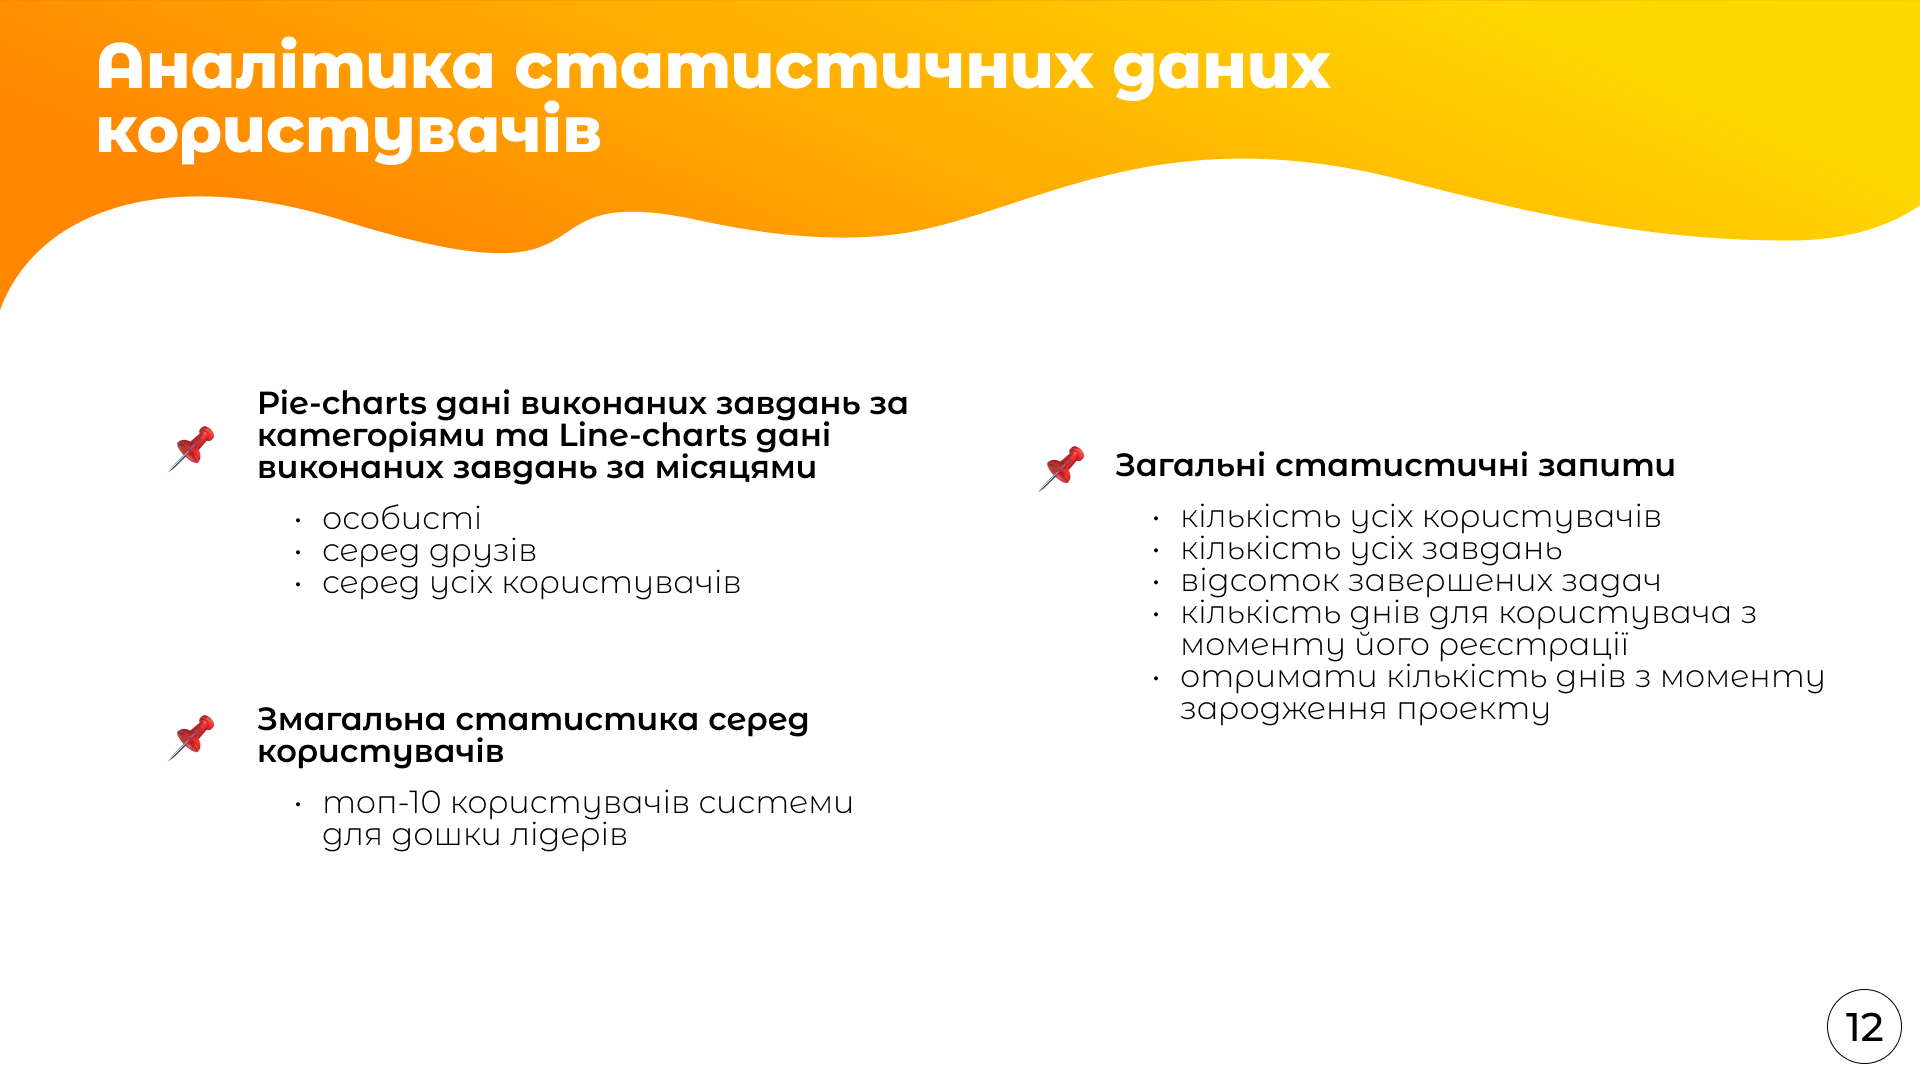 Аналітика статистичних даних
користувачів
Pie-charts дані виконаних завдань за
категоріями та Line-charts дані
виконаних завдань за місяцями
• особисті
• серед друзів
• серед усіх користувачів
Змагальна статистика серед
користувачів
• топ-10 користувачів системи
для дошки лідерів
Загальні статистичні запити
• кількість усіх користувачів
• кількість усіх завдань
• відсоток завершених задач
• кількість днів для користувача з
моменту його реєстрації
• отримати кількість днів з моменту
зародження проекту
12